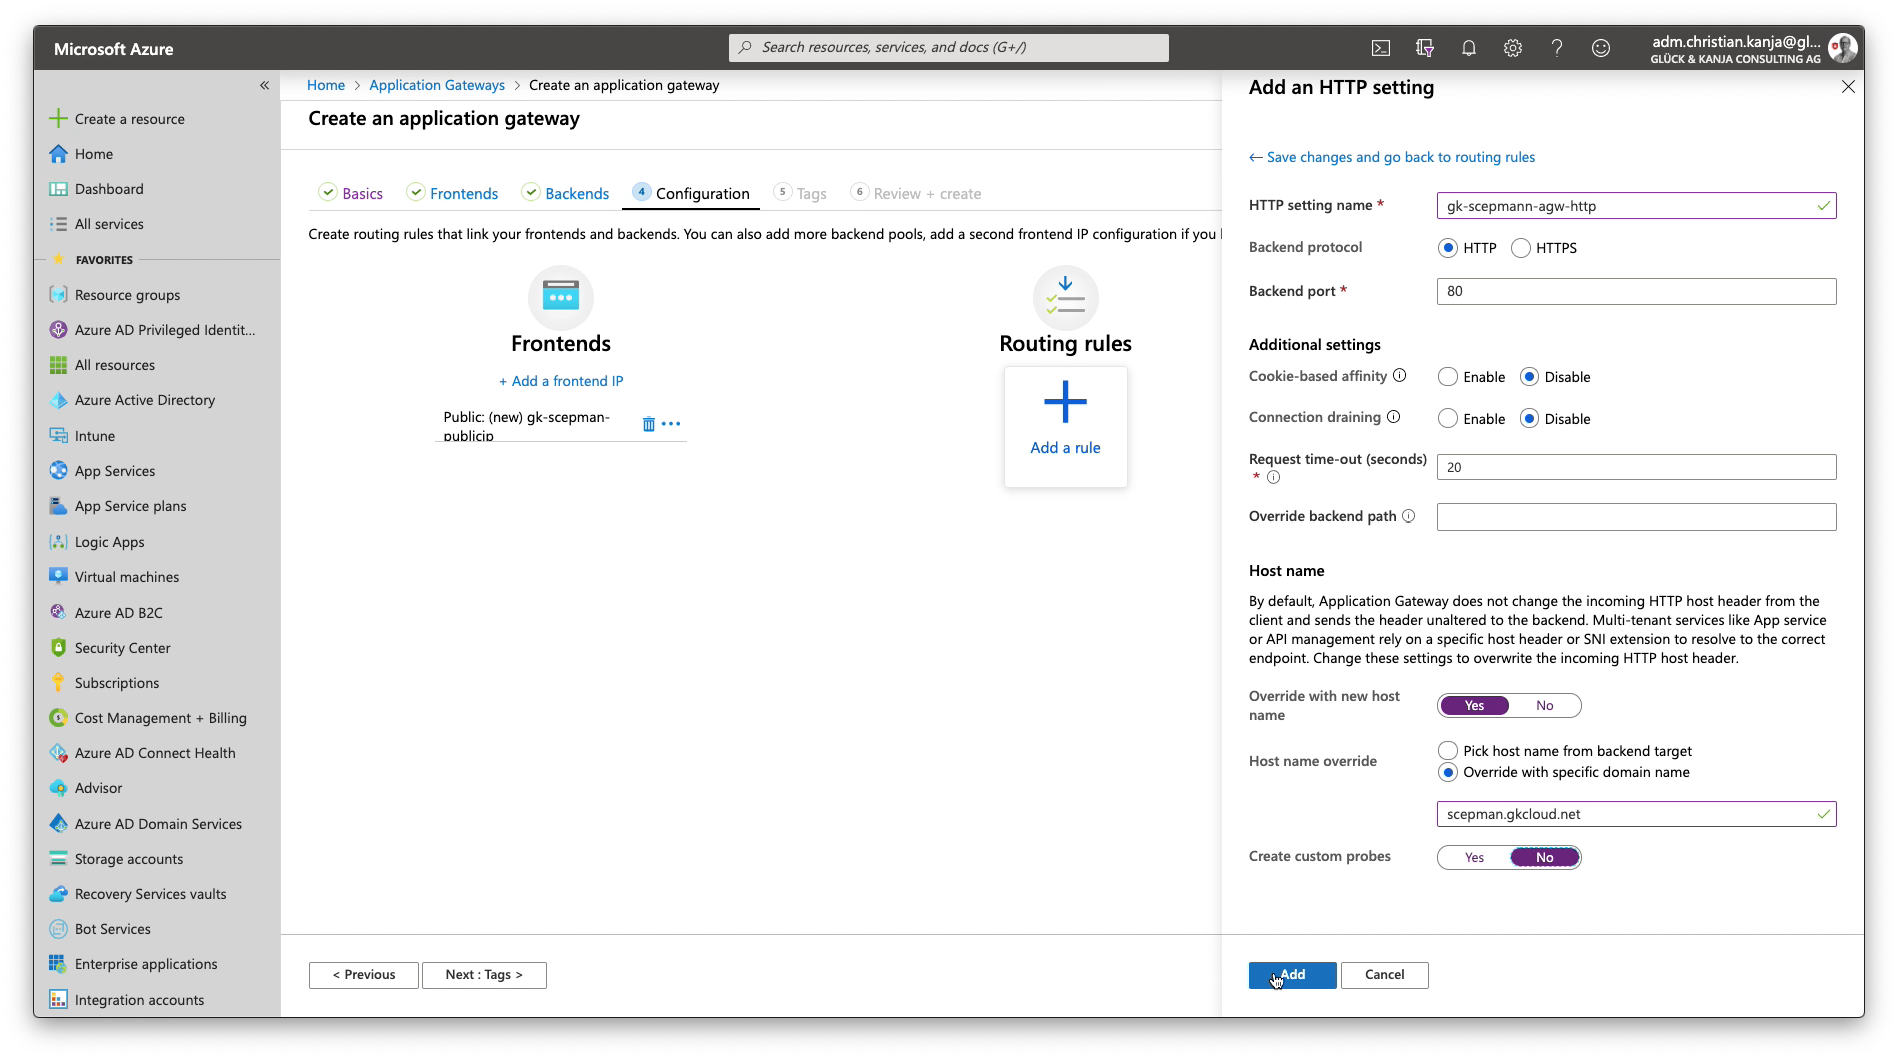 Microsoft Azure
Search resources, services, and docs (G+/)
adm.christian.kanja@gl...
GLÜCK & KANJA CONSULTING AG
«
Create a resource
Home
Dashboard
All services
FAVORITES
Resource groups
Azure AD Privileged Identit...
All resources
Azure Active Directory
Intune
App Services
App Service plans
Logic Apps
Virtual machines
Azure AD B2C
Security Center
Subscriptions
Cost Management + Billing
Azure AD Connect Health
Advisor
Azure AD Domain Services
Storage accounts
Recovery Services vaults
Bot Services
Enterprise applications
Integration accounts
Home > Application Gateways > Create an application gateway
Create an application gateway
Basics Frontends Backends 4 Configuration 5 Tags 6 Review + create
Create routing rules that link your frontends and backends. You can also add more backend pools, add a second frontend IP configuration if you
Frontends
+ Add a frontend IP
Public: (new) gk-scepman-
publicip
Routing rules
Add a rule
< Previous
Next : Tags >
Add an HTTP setting
← Save changes and go back to routing rules
HTTP setting name * gk-scepmann-agw-http
Backend protocol HTTP HTTPS
Backend port * 80
Additional settings
Cookie-based affinity Enable Disable
Connection draining Enable Disable
Request time-out (seconds) 20
*
Override backend path
Host name
By default, Application Gateway does not change the incoming HTTP host header from the
client and sends the header unaltered to the backend. Multi-tenant services like App service
or API management rely on a specific host header or SNI extension to resolve to the correct
endpoint. Change these settings to overwrite the incoming HTTP host header.
Override with new host
name
Yes No
Host name override
Pick host name from backend target
Override with specific domain name
scepman.gkcloud.net
Create custom probes Yes No
Add
Cancel